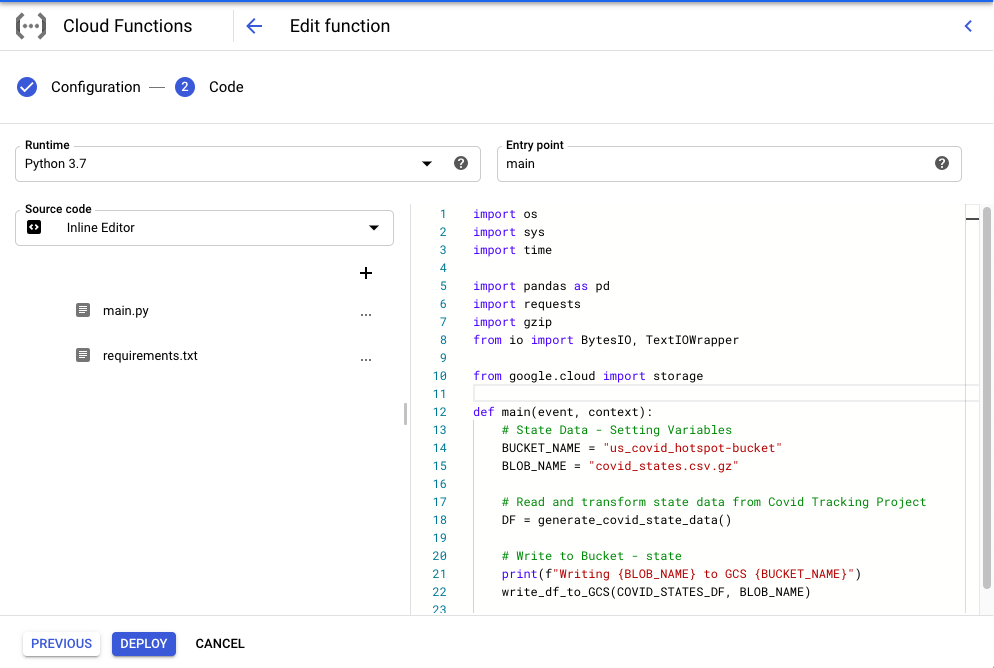 Cloud Functions
Edit function
Configuration
2
Code
Runtime
Python 3.7
Entry point
main
Source code
Inline Editor
main.py
...
requirements.txt
...
1 import os
2 import sys
3 import time
4
5 import pandas as pd
6 import requests
7 import gzip
8 from io import BytesIO, TextIOWrapper
9
10 from google.cloud import storage
11
12 def main(event, context):
13 # State Data - Setting Variables
14 BUCKET_NAME = "us_covid_hotspot-bucket"
15 BLOB_NAME = "covid_states.csv.gz"
16
17 # Read and transform state data from Covid Tracking Project
18 DF = generate_covid_state_data()
19
20 # Write to Bucket - state
21 print(f"Writing {BLOB_NAME} to GCS {BUCKET_NAME}")
22 write_df_to_GCS(COVID_STATES_DF, BLOB_NAME)
23
PREVIOUS
DEPLOY
CANCEL